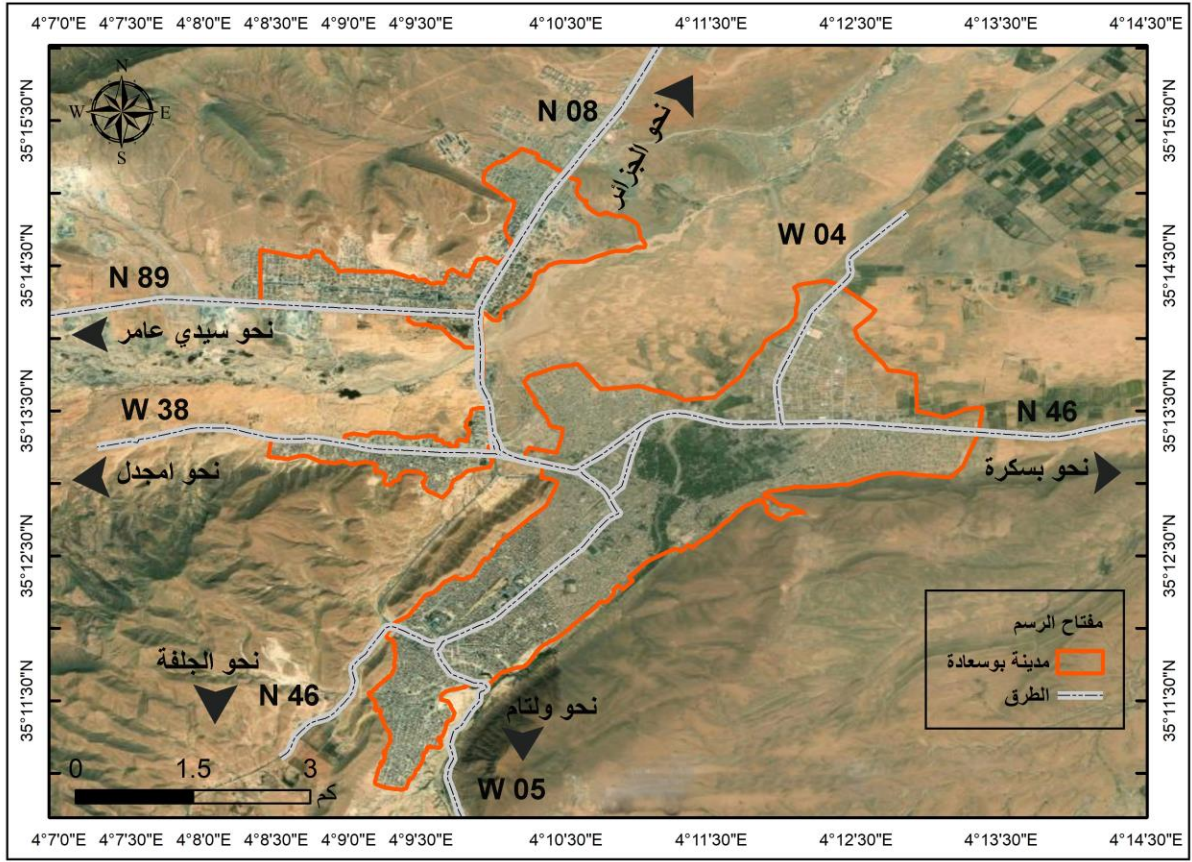 4°7'0"E 4°7'30"E 4°8'0"E 4°8'30"E 4°9'0"E 4°9'30"E 4°10'30"E 4°11'30"E 4°12'30"E 4°13'30"E 4°14'30"E
35°15'30"N
35°14'30"N
35°13'30"N
35°12'30"N
35°11'30"N
35°15'30"N
35°14'30"N
35°13'30"N
35°12'30"N
35°11'30"N
N
W E
S
N 08
نحو الجزائر
W 04
N 89
نحو سيدي عامر
W 38
نحو امجدل
N 46
نحو بسكرة
نحو الجلفة
N 46
نحو ولتام
W 05
مفتاح الرسم
مدينة بوسعادة
الطرق
0 1.5 3
كم
4°7'0"E 4°7'30"E 4°8'0"E 4°8'30"E 4°9'0"E 4°9'30"E 4°10'30"E 4°11'30"E 4°12'30"E 4°13'30"E 4°14'30"E